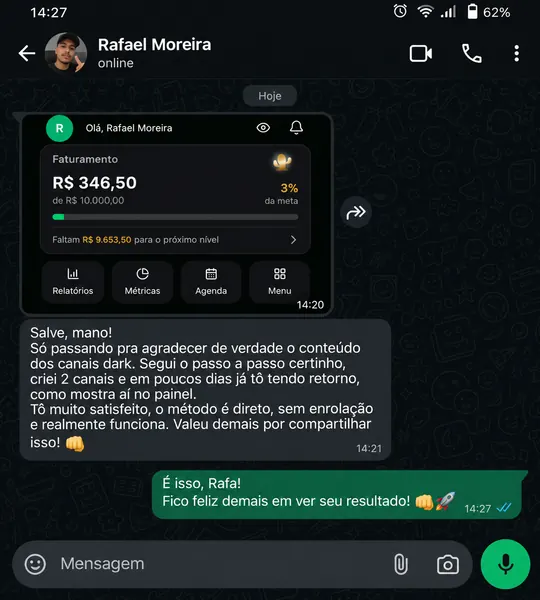 14:27
62%
Rafael Moreira
online
Hoje
R
Olá, Rafael Moreira
Faturamento
R$ 346,50
de R$ 10.000,00
3%
da meta
Faltam R$ 9.653,50 para o próximo nível
Relatórios
Métricas
Agenda
Menu
14:20
Salve, mano!
Só passando pra agradecer de verdade o conteúdo
dos canais dark. Segui o passo a passo certinho,
criei 2 canais e em poucos dias já tô tendo retorno,
como mostra aí no painel.
Tô muito satisfeito, o método é direto, sem enrolação
e realmente funciona. Valeu demais por compartilhar
isso! 👊
14:21
É isso, Rafa!
Fico feliz demais em ver seu resultado! 👊🚀
14:27
Mensagem